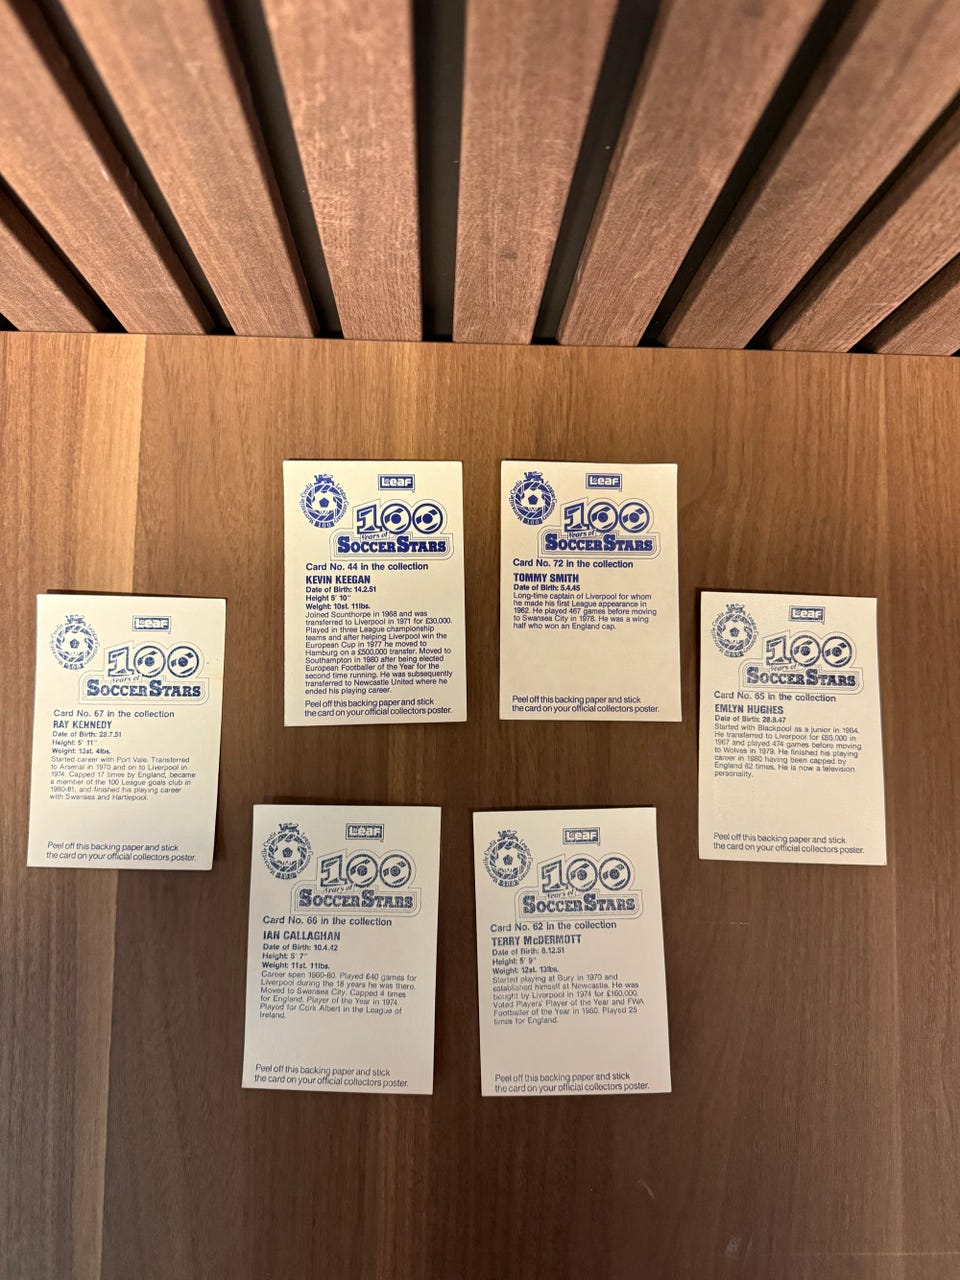 Leaf
Mercantile Credit
League Centenary
100
100
Years of
SOCCER STARS
Card No. 44 in the collection
KEVIN KEEGAN
Date of Birth: 14.2.51
Height 5' 10"
Weight: 10st. 11lbs.
Joined Scunthorpe in 1968 and was
transferred to Liverpool in 1971 for £30,000.
Played in three League championship
teams and after helping Liverpool win the
European Cup in 1977 he moved to
Hamburg on a £500,000 transfer. Moved to
Southampton in 1980 after being elected
European Footballer of the Year for the
second time running. He was subsequently
transferred to Newcastle United where he
ended his playing career.
Peel off this backing paper and stick
the card on your official collectors poster.
Leaf
100
100
Years of
SOCCER STARS
Card No. 72 in the collection
TOMMY SMITH
Date of Birth: 5.4.45
Long-time captain of Liverpool for whom
he made his first League appearance in
1962. He played 467 games before moving
to Swansea City in 1978. He was a wing
half who won an England cap.
Peel off this backing paper and stick
the card on your official collectors poster.
Leaf
100
100
Years of
SOCCER STARS
Card No. 67 in the collection
RAY KENNEDY
Date of Birth: 28.7.51
Height: 5' 11"
Weight: 13st. 4lbs.
Started career with Port Vale. Transferred
to Arsenal in 1970 and on to Liverpool in
1974. Capped 17 times by England, became
a member of the 100 League goals club in
1980-81, and finished his playing career
with Swansea and Hartlepool.
Peel off this backing paper and stick
the card on your official collectors poster.
Leaf
100
100
Years of
SOCCER STARS
Card No. 65 in the collection
EMLYN HUGHES
Date of Birth: 28.8.47
Started with Blackpool as a junior in 1964.
He transferred to Liverpool for £65,000 in
1967 and played 474 games before moving
to Wolves in 1979. He finished his playing
career in 1980 having been capped by
England 62 times. He is now a television
personality.
Peel off this backing paper and stick
the card on your official collectors poster.
Leaf
100
100
Years of
SOCCER STARS
Card No. 66 in the collection
IAN CALLAGHAN
Date of Birth: 10.4.42
Height: 5' 7"
Weight: 11st. 11lbs.
Career span 1960-80. Played 640 games for
Liverpool during the 18 years he was there.
Moved to Swansea City. Capped 4 times
for England. Player of the Year in 1974.
Played for Cork Albert in the League of
Ireland.
Peel off this backing paper and stick
the card on your official collectors poster.
Leaf
100
100
Years of
SOCCER STARS
Card No. 62 in the collection
TERRY McDERMOTT
Date of Birth: 8.12.51
Height: 5' 9"
Weight: 12st. 13lbs.
Started playing at Bury in 1970 and
established himself at Newcastle. He was
bought by Liverpool in 1974 for £160,000.
Voted Players' Player of the Year and FWA
Footballer of the Year in 1980. Played 25
times for England.
Peel off this backing paper and stick
the card on your official collectors poster.